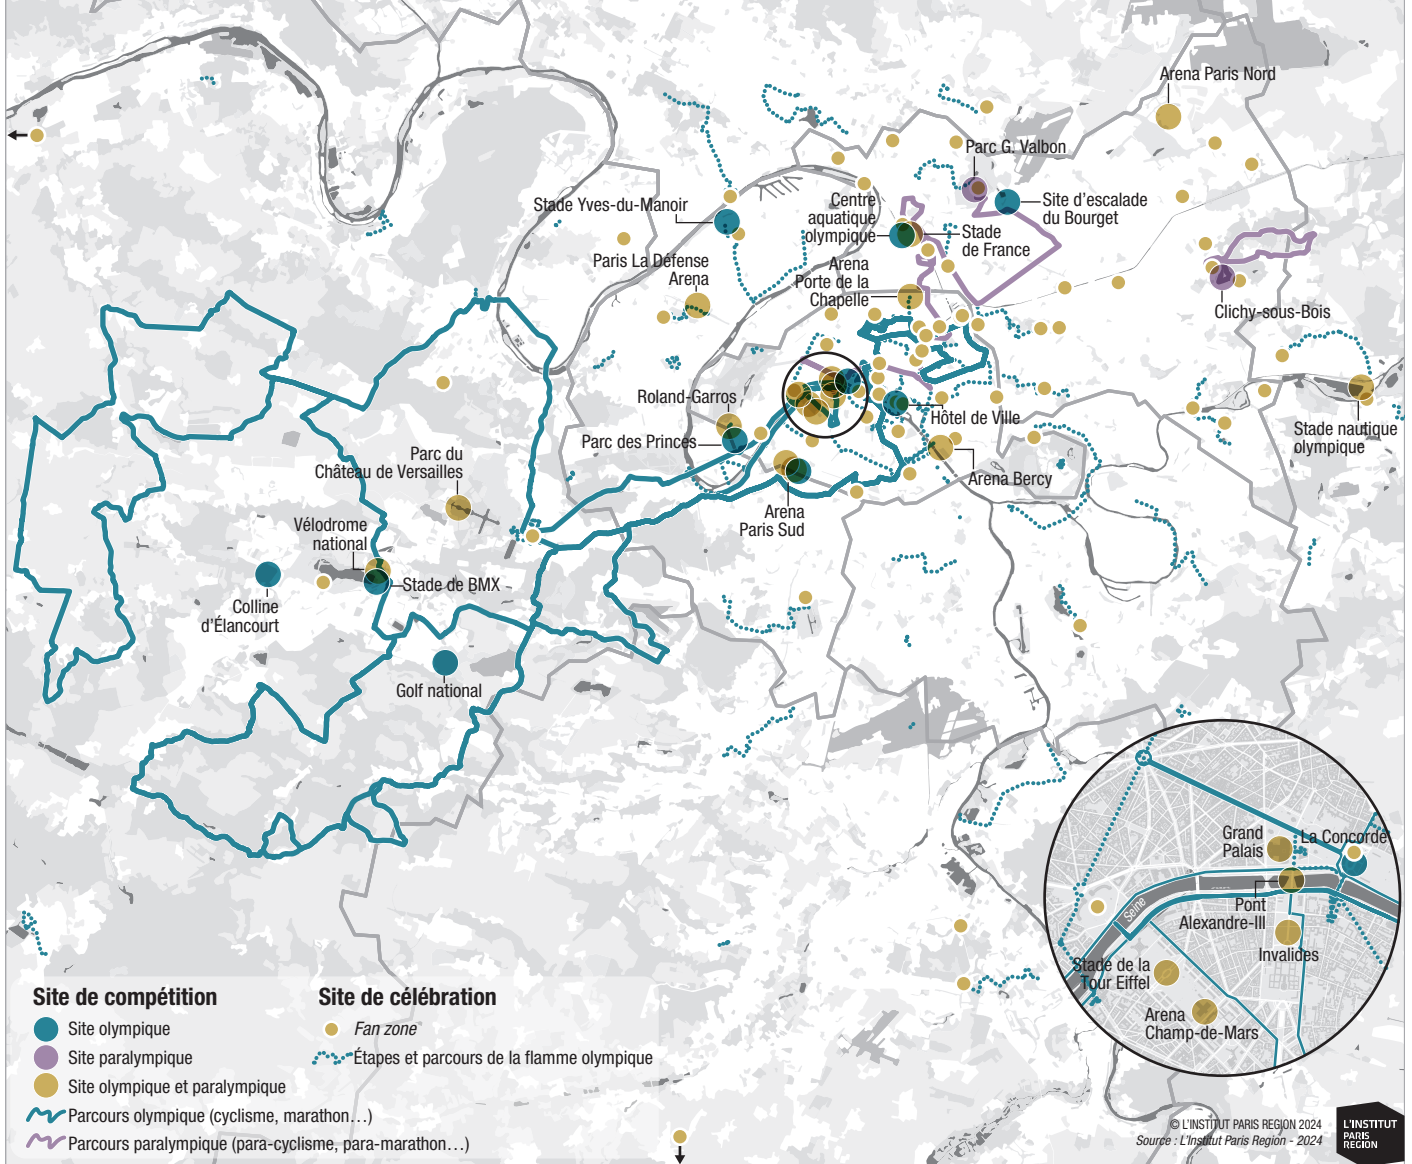 Arena Paris Nord
Parc G. Valbon
Stade Yves-du-Manoir
Centre
aquatique
olympique
Site d'escalade
du Bourget
Stade
de France
Paris La Défense
Arena
Arena
Porte de la
Chapelle
Clichy-sous-Bois
Roland-Garros
Parc des Princes
Hôtel de Ville
Stade nautique
olympique
Parc du
Château de Versailles
Arena Bercy
Arena
Paris Sud
Vélodrome
national
Stade de BMX
Colline
d'Élancourt
Golf national
Grand
Palais
La Concorde
Seine
Pont
Alexandre-III
Invalides
Stade de la
Tour Eiffel
Arena
Champ-de-Mars
Site de compétition
Site olympique
Site paralympique
Site olympique et paralympique
Parcours olympique (cyclisme, marathon…)
Parcours paralympique (para-cyclisme, para-marathon…)
Site de célébration
Fan zone
Étapes et parcours de la flamme olympique
© L'INSTITUT PARIS REGION 2024
Source : L'Institut Paris Region - 2024
L'INSTITUT
PARIS
REGION